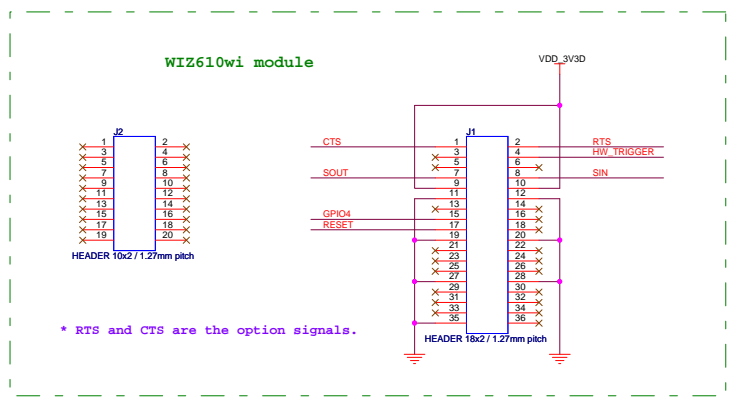 WIZ610wi module
VDD_3V3D
J2
J1
1 2
3 4
5 6
7 8
9 10
11 12
13 14
15 16
17 18
19 20
HEADER 10x2 / 1.27mm pitch
CTS 1 2 RTS
3 4 HW_TRIGGER
5 6
SOUT 7 8 SIN
9 10
11 12
13 14
GPIO4 15 16
RESET 17 18
19 20
21 22
23 24
25 26
27 28
29 30
31 32
33 34
35 36
HEADER 18x2 / 1.27mm pitch
* RTS and CTS are the option signals.